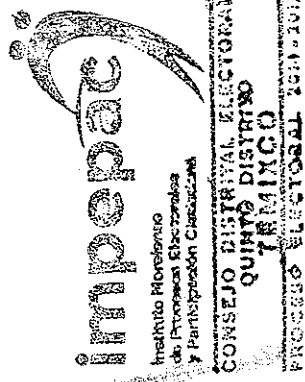 impepac
Instituto Morelense
de Procesos Electorales
y Participación Ciudadana
CONSEJO DISTRITAL ELECTORAL
QUINTO DISTRITO
TEMIXCO
PROCESO ELECTORAL